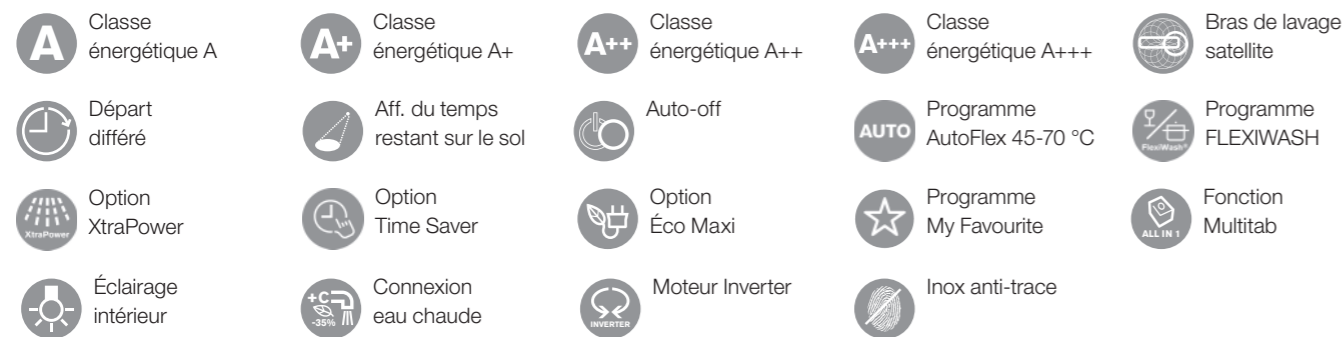 A
Classe
énergétique A
A+
Classe
énergétique A+
A++
Classe
énergétique A++
A+++
Classe
énergétique A+++
Bras de lavage
satellite
Départ
différé
Aff. du temps
restant sur le sol
Auto-off
AUTO
Programme
AutoFlex 45-70 °C
FlexiWash®
Programme
FLEXIWASH
XtraPower
Option
XtraPower
Option
Time Saver
Option
Éco Maxi
Programme
My Favourite
ALL IN 1
Fonction
Multitab
Éclairage
intérieur
+C
-35%
Connexion
eau chaude
INVERTER
Moteur Inverter
Inox anti-trace